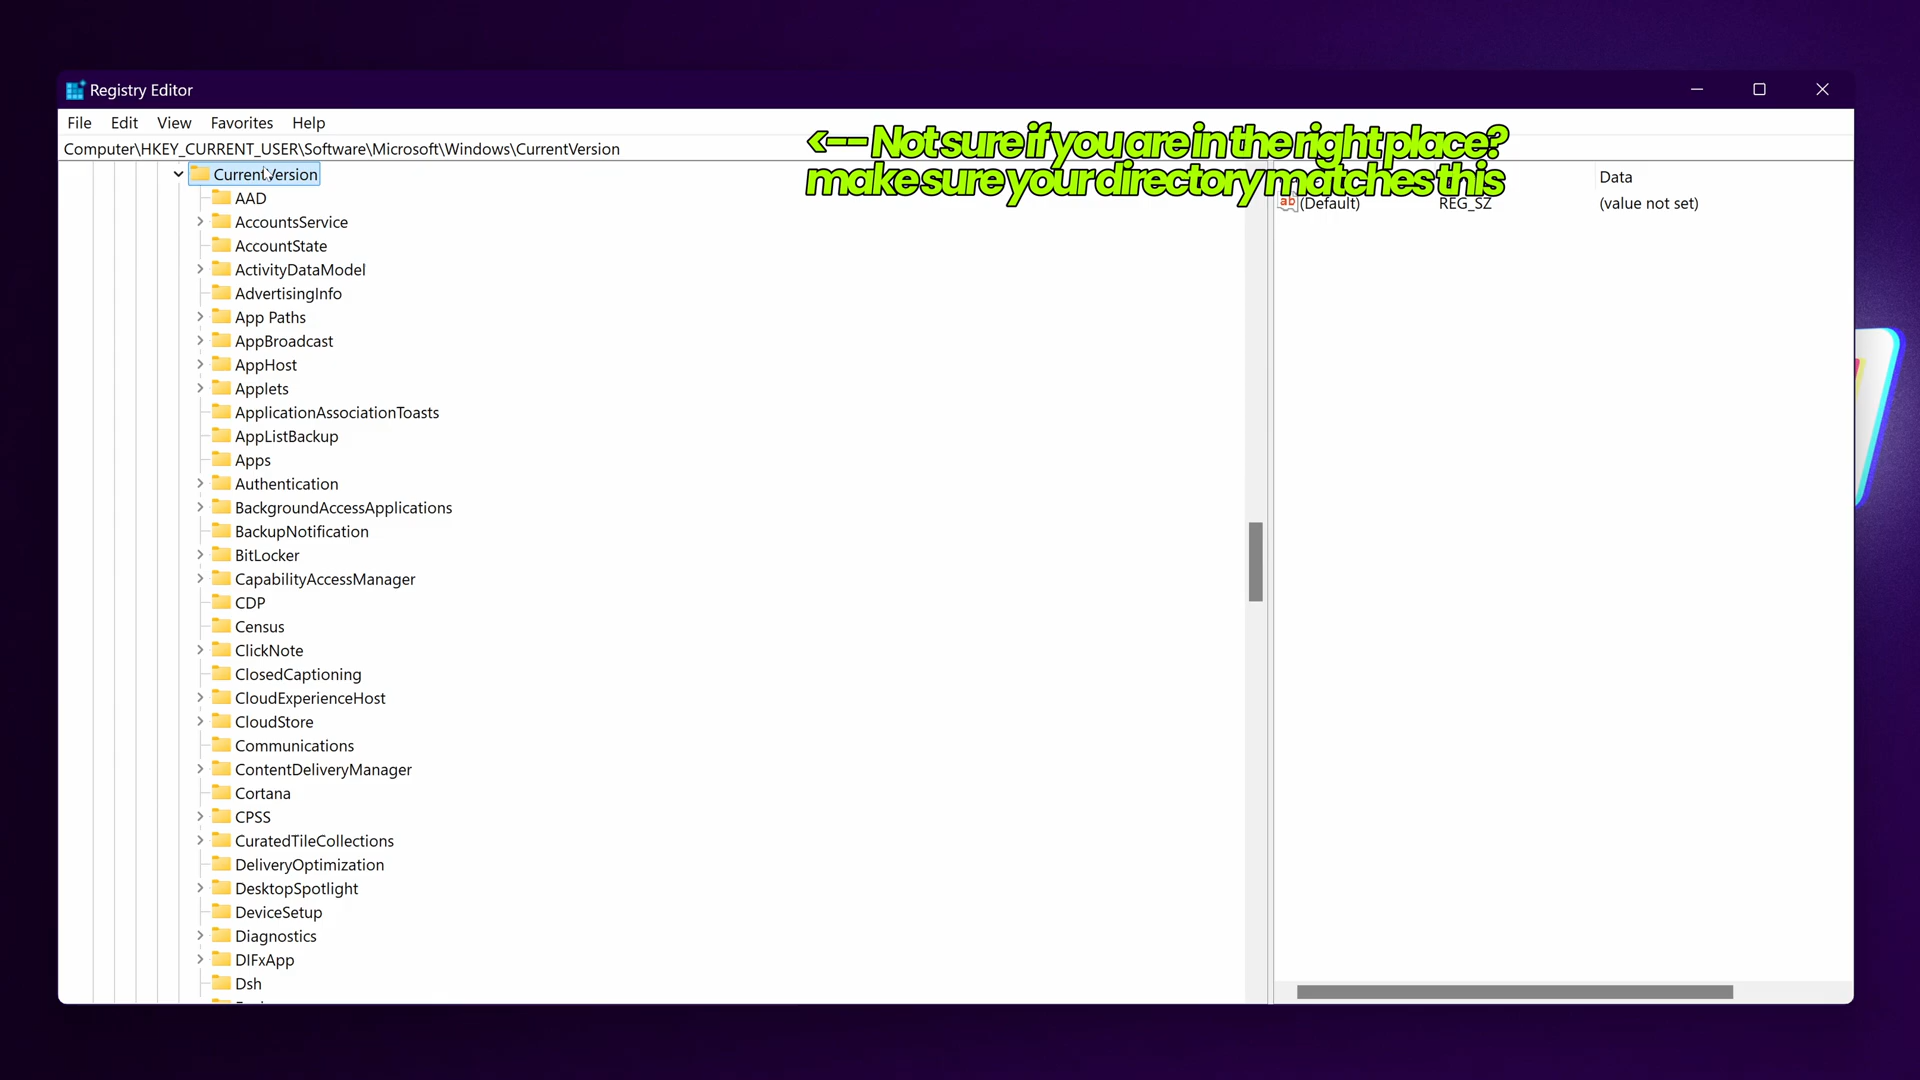 Registry Editor
File Edit View Favorites Help
<-- Not sure if you are in the right place?
Computer\HKEY_CURRENT_USER\Software\Microsoft\Windows\CurrentVersion
make sure your directory matches this
CurrentVersion
Data
AAD
(Default) REG_SZ (value not set)
AccountsService
AccountState
ActivityDataModel
AdvertisingInfo
App Paths
AppBroadcast
AppHost
Applets
ApplicationAssociationToasts
AppListBackup
Apps
Authentication
BackgroundAccessApplications
BackupNotification
BitLocker
CapabilityAccessManager
CDP
Census
ClickNote
ClosedCaptioning
CloudExperienceHost
CloudStore
Communications
ContentDeliveryManager
Cortana
CPSS
CuratedTileCollections
DeliveryOptimization
DesktopSpotlight
DeviceSetup
Diagnostics
DIFxApp
Dsh